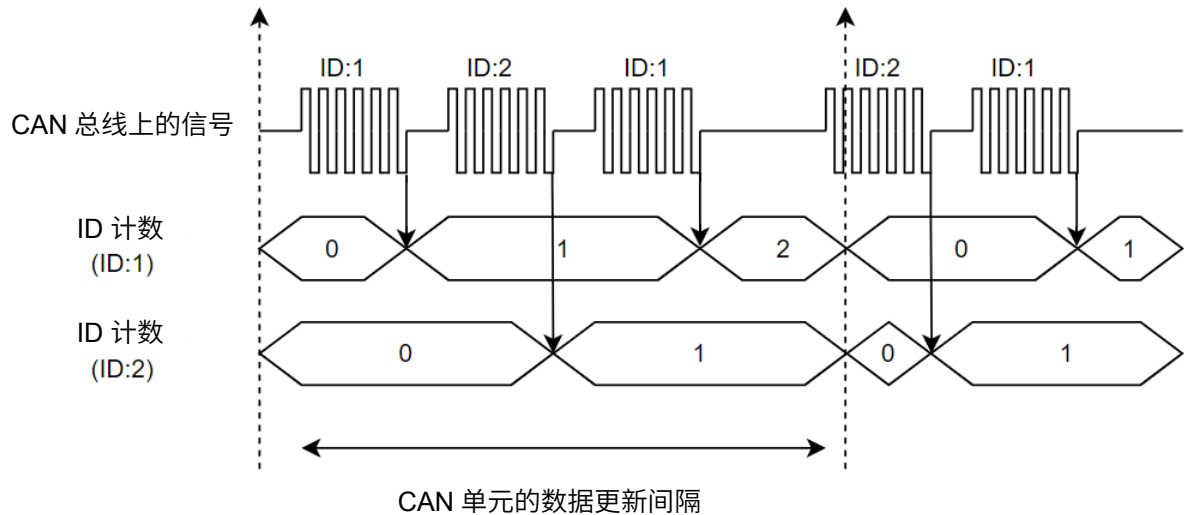 ID:1 ID:2 ID:1 ID:2 ID:1
CAN 总线上的信号
ID 计数
(ID:1)
0 1 2 0 1
ID 计数
(ID:2)
0 1 0 1
CAN 单元的数据更新间隔